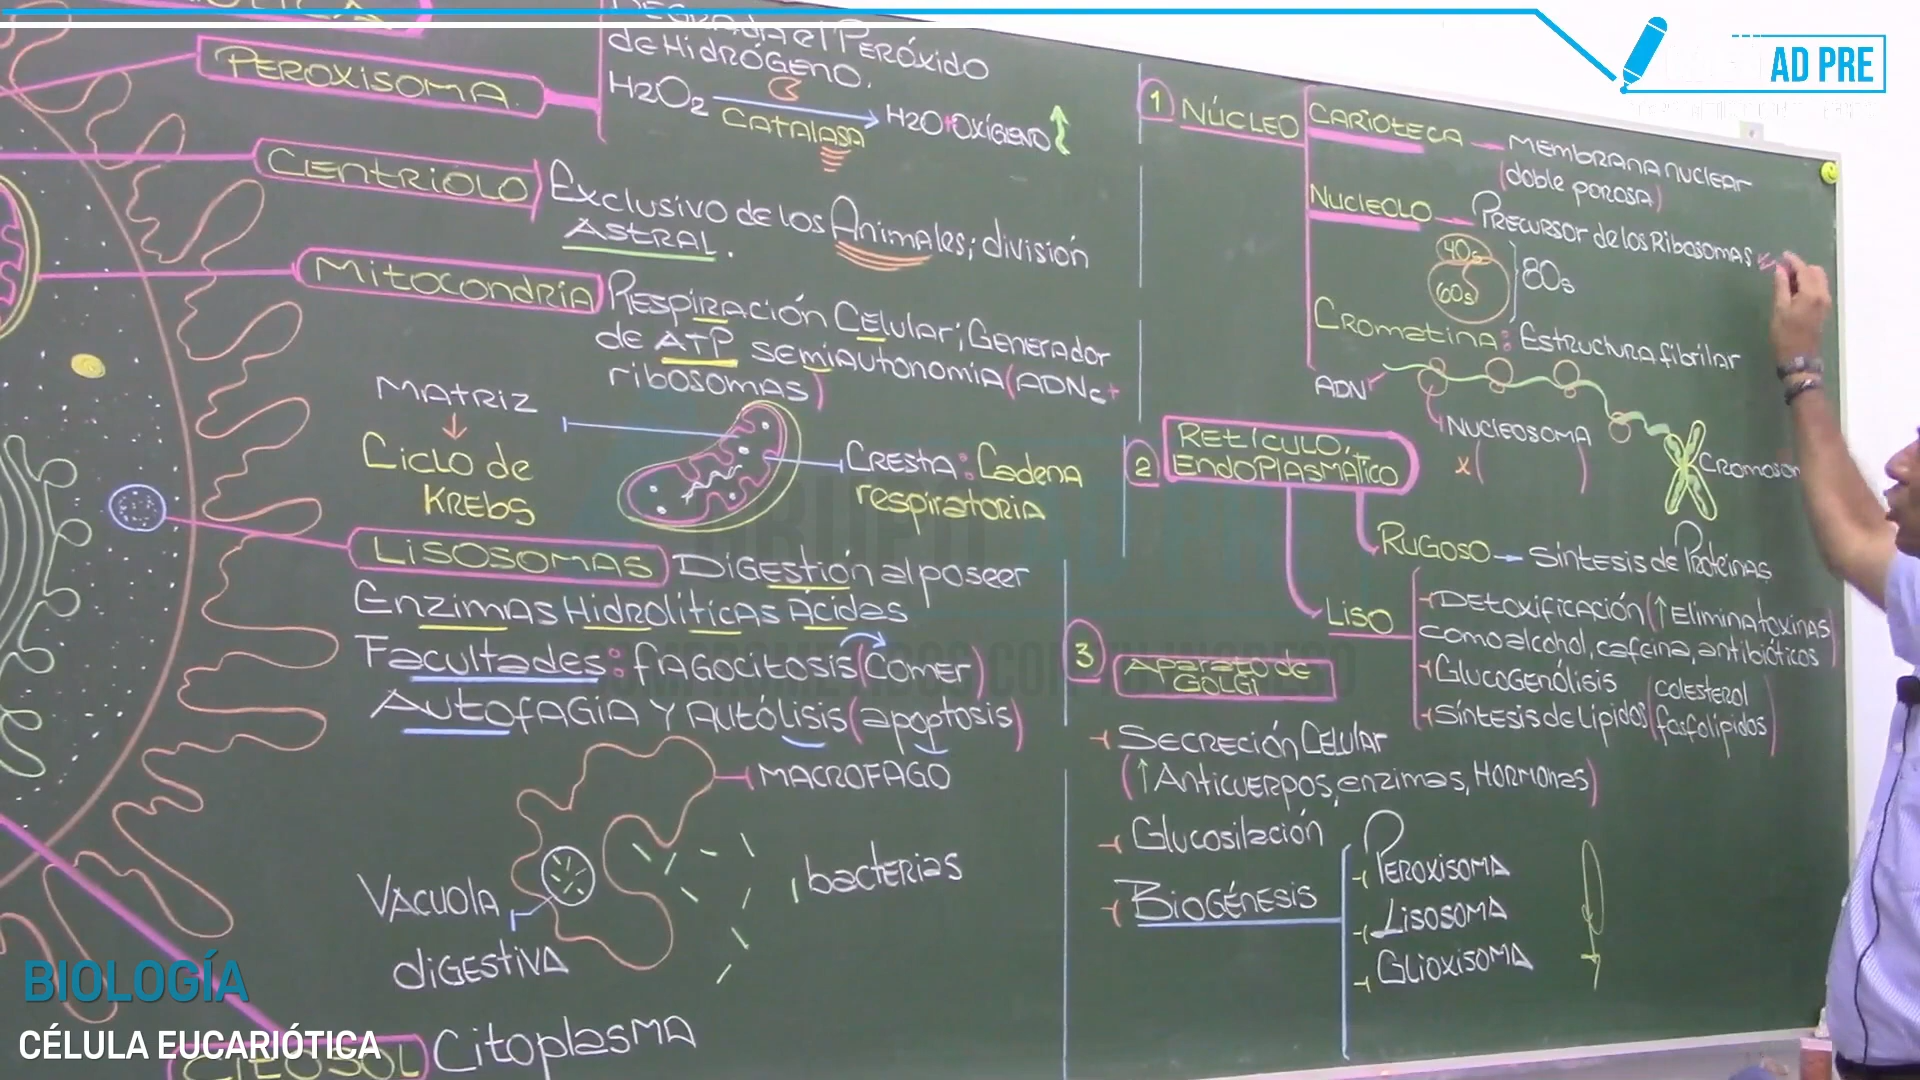 AD PRE
PEROXISOMA
DEGRADA el PERÓXIDO
de HIDRÓGENO.
H2O2
CATALASA
H2O+OXÍGENO
CENTRIOLO
Exclusivo de los Animales; división
ASTRAL.
MITOCONDRIA
RESPIRACIÓN CELULAR; GENERADOR
de ATP SEMIAUTONOMÍA (ADNc+
ribosomas)
MATRIZ
Ciclo de
KREBS
CRESTA: Cadena
respiratoria
LISOSOMAS
DIGESTIÓN al poseer
Enzimas Hidrolíticas Ácidas
Facultades: fAGOCITOSIS (COMER)
AutofAGIA Y AUTÓLISIS (apoptosis)
MACROFAGO
VACUOLA
diGESTIVA
bacterias
Citoplasma
1 NÚCLEO
CARIOTECA
MEMBRANA NUCLEAR
(doble POROSA)
NUCLEOLO
PRECURSOR de los RIBOSOMAS
40s
60s
80s
CROMATINA: ESTRUCTURA fibrilar
ADN
NUCLEOSOMA
x( )
CROMOSOM
2 RETÍCULO
ENDOPLASMÁTICO
RUGOSO
SÍNTESIS de PROTEÍNAS
LISO
DETOXIFICACIÓN (↑ELIMINA TOXINAS
como alcohol, cafeína, antibióticos)
GLUCOGENÓLISIS
SÍNTESIS de LÍPIDOS (COLESTEROL
fosfolípidos)
3 APARATO DE
GOLGI
SECRECIÓN CELULAR
(↑ANTICUERPOS, enzimas, HORMONAS)
Glucosilación
BIOGÉNESIS
PEROXISOMA
LISOSOMA
GLIOXISOMA
BIOLOGÍA
CÉLULA EUCARIÓTICA